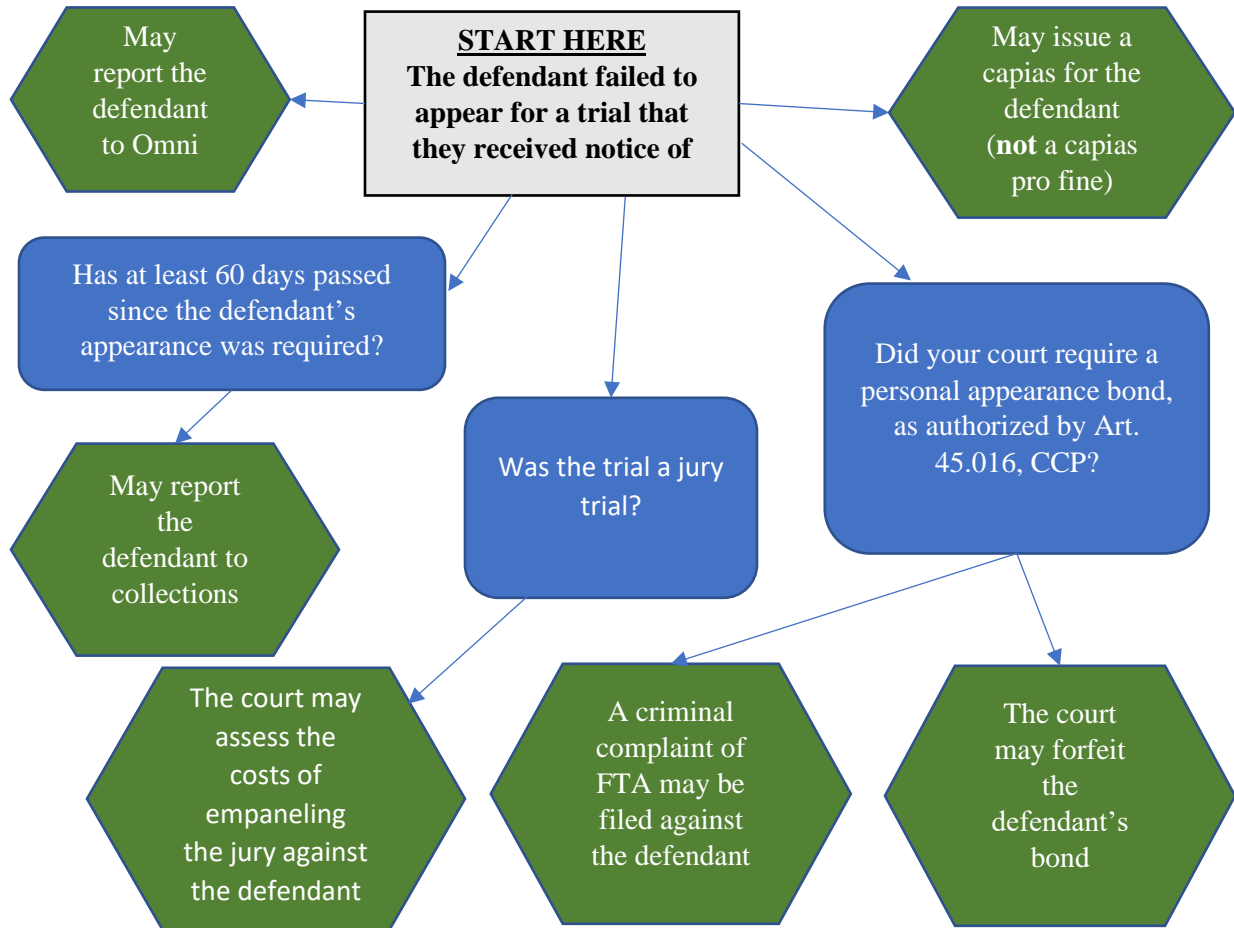 May
report the
defendant
to Omni
START HERE
The defendant failed to
appear for a trial that
they received notice of
May issue a
capias for the
defendant
(not a capias
pro fine)
Has at least 60 days passed
since the defendant’s
appearance was required?
Did your court require a
personal appearance bond,
as authorized by Art.
45.016, CCP?
Was the trial a jury
trial?
May report
the
defendant to
collections
The court may
assess the
costs of
empaneling
the jury against
the defendant
A criminal
complaint of
FTA may be
filed against
the defendant
The court
may forfeit
the
defendant’s
bond